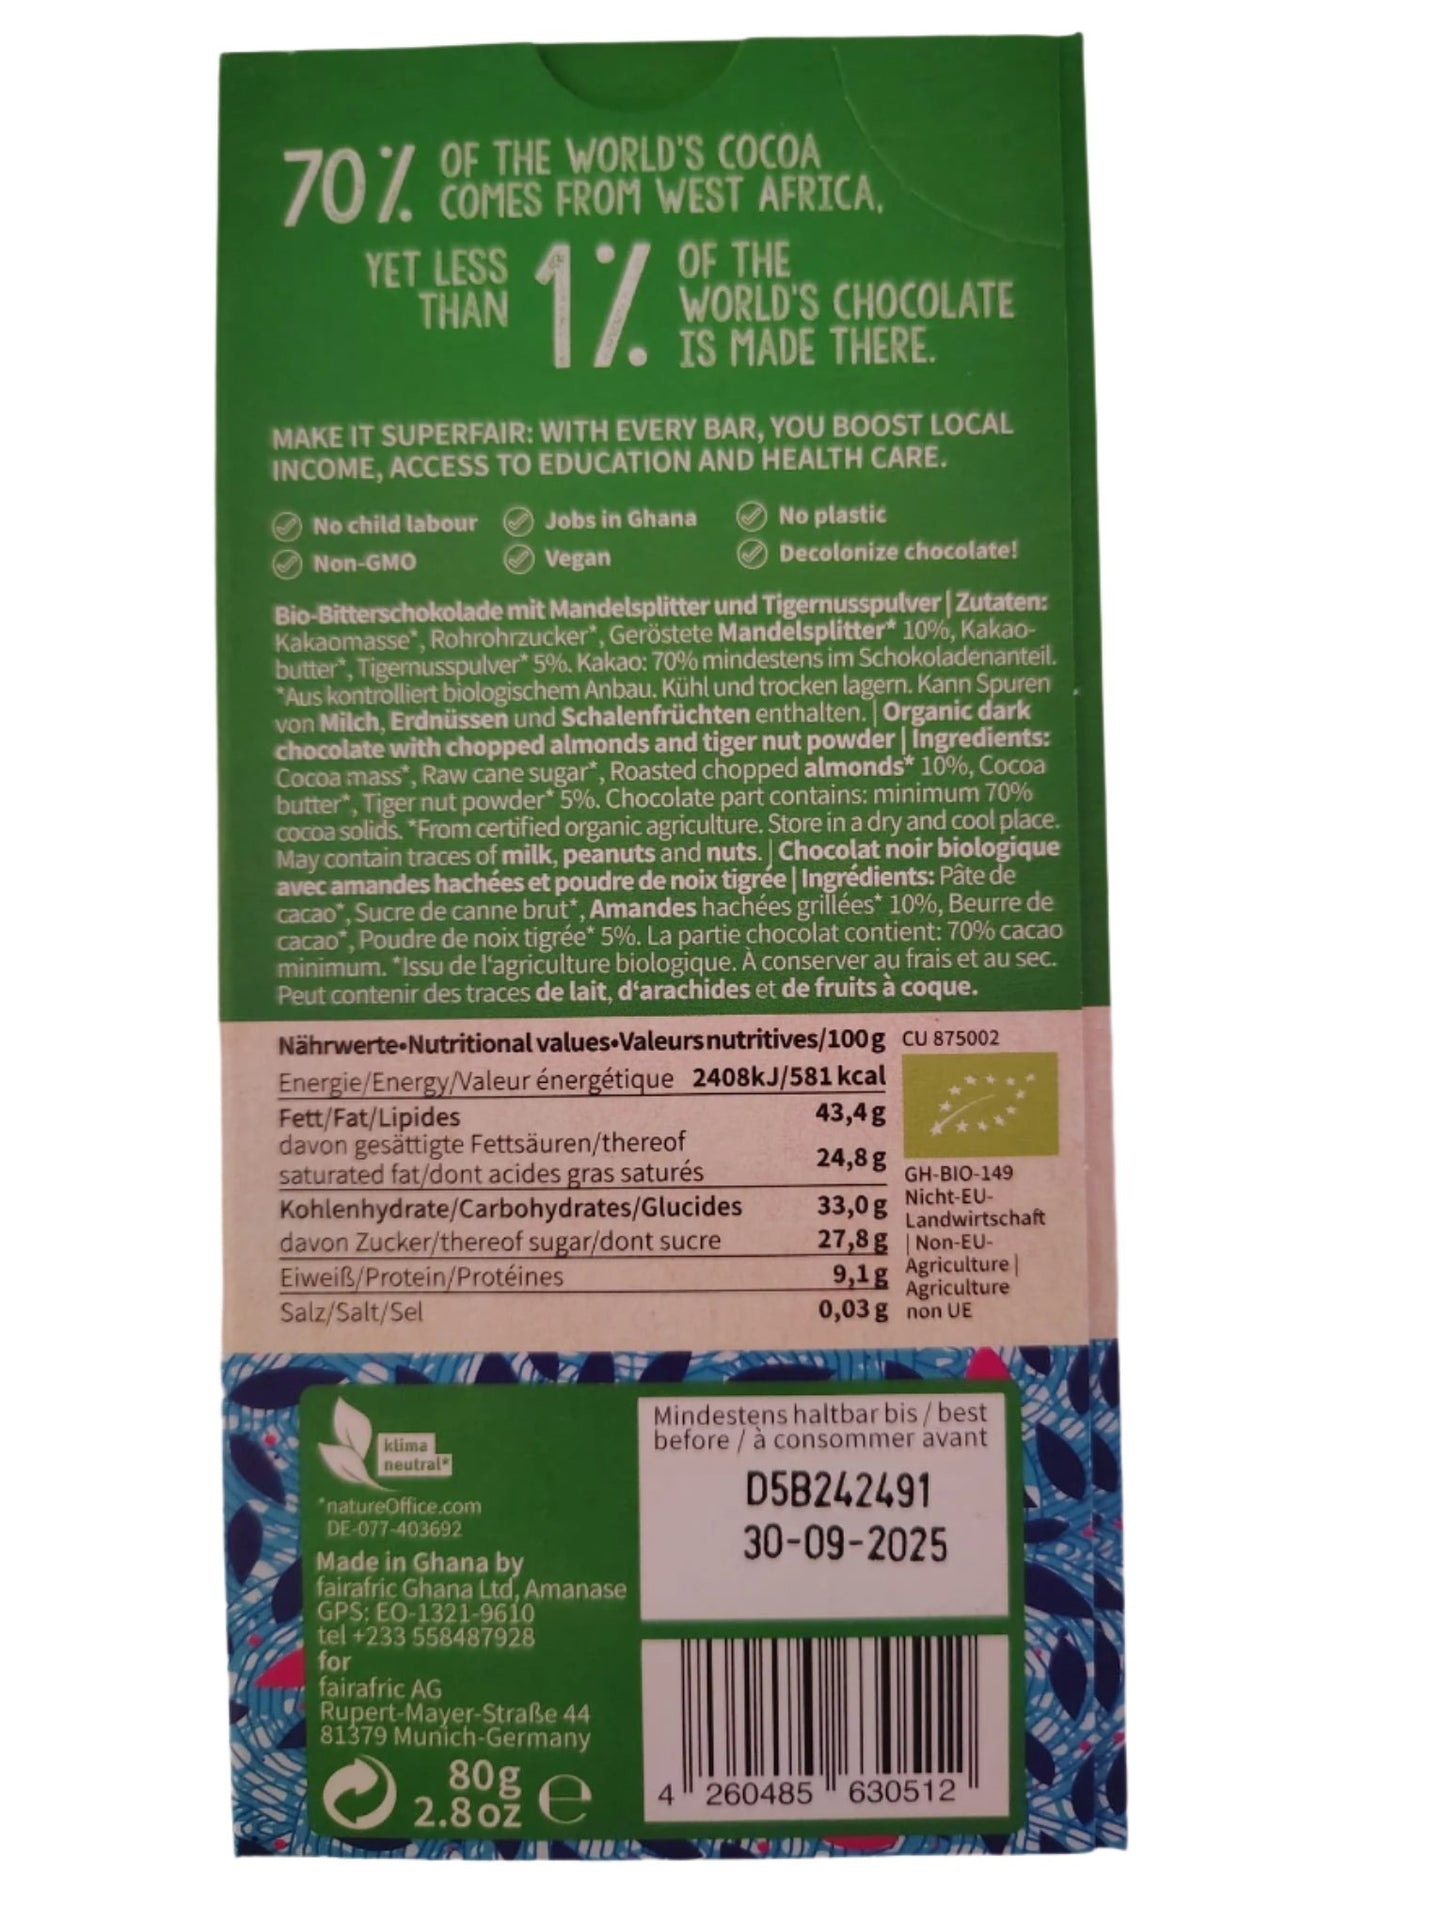 70% OF THE WORLD'S COCOA
COMES FROM WEST AFRICA,
YET LESS
THAN
1%
OF THE
WORLD'S CHOCOLATE
IS MADE THERE.
MAKE IT SUPERFAIR: WITH EVERY BAR, YOU BOOST LOCAL
INCOME, ACCESS TO EDUCATION AND HEALTH CARE.
No child labour Jobs in Ghana No plastic
Non-GMO Vegan Decolonize chocolate!
Bio-Bitterschokolade mit Mandelsplitter und Tigernusspulver | Zutaten:
Kakaomasse*, Rohrohrzucker*, Geröstete Mandelsplitter* 10%, Kakao-
butter*, Tigernusspulver* 5%. Kakao: 70% mindestens im Schokoladenanteil.
*Aus kontrolliert biologischem Anbau. Kühl und trocken lagern. Kann Spuren
von Milch, Erdnüssen und Schalenfrüchten enthalten. | Organic dark
chocolate with chopped almonds and tiger nut powder | Ingredients:
Cocoa mass*, Raw cane sugar*, Roasted chopped almonds* 10%, Cocoa
butter*, Tiger nut powder* 5%. Chocolate part contains: minimum 70%
cocoa solids. *From certified organic agriculture. Store in a dry and cool place.
May contain traces of milk, peanuts and nuts. | Chocolat noir biologique
avec amandes hachées et poudre de noix tigrée | Ingrédients: Pâte de
cacao*, Sucre de canne brut*, Amandes hachées grillées* 10%, Beurre de
cacao*, Poudre de noix tigrée* 5%. La partie chocolat contient: 70% cacao
minimum. *Issu de l'agriculture biologique. À conserver au frais et au sec.
Peut contenir des traces de lait, d'arachides et de fruits à coque.
Nährwerte•Nutritional values•Valeurs nutritives/100g
Energie/Energy/Valeur énergétique 2408kJ/581 kcal
Fett/Fat/Lipides 43,4g
davon gesättigte Fettsäuren/thereof
saturated fat/dont acides gras saturés 24,8g
Kohlenhydrate/Carbohydrates/Glucides 33,0g
davon Zucker/thereof sugar/dont sucre 27,8g
Eiweiß/Protein/Protéines 9,1g
Salz/Salt/Sel 0,03g
CU 875002
GH-BIO-149
Nicht-EU-
Landwirtschaft
| Non-EU-
Agriculture |
Agriculture
non UE
klima
neutral*
*natureOffice.com
DE-077-403692
Made in Ghana by
fairafric Ghana Ltd, Amanase
GPS: EO-1321-9610
tel +233 558487928
for
fairafric AG
Rupert-Mayer-Straße 44
81379 Munich-Germany
80g
2.8oz
e
Mindestens haltbar bis / best
before / à consommer avant
D5B242491
30-09-2025
4 260485 630512